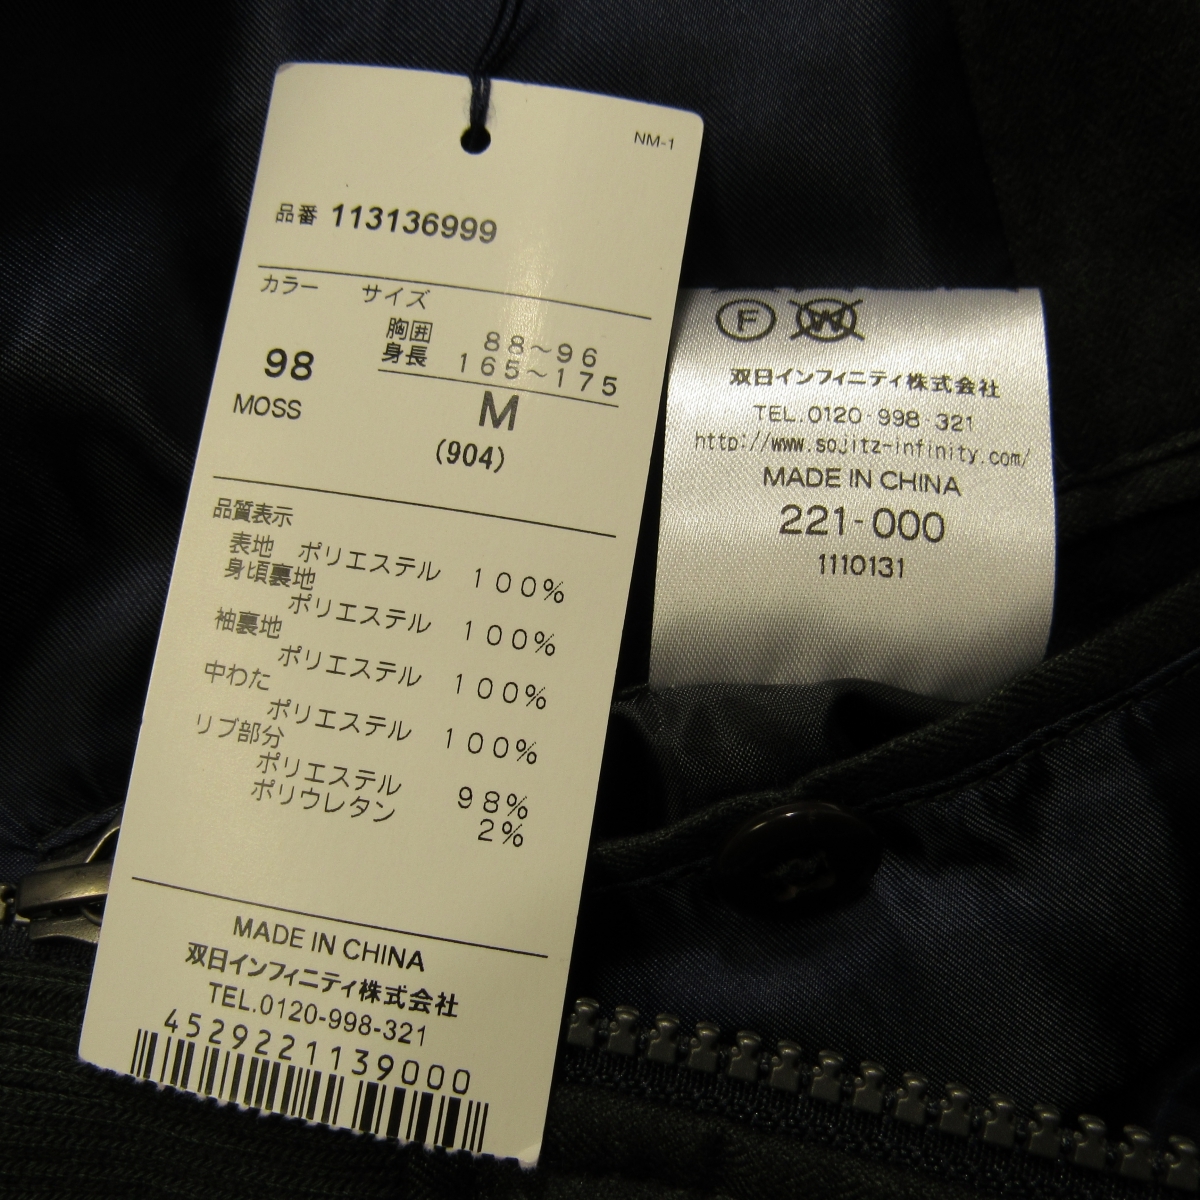 NM-1
品番 113136999
カラー サイズ
胸囲 88~96
身長 165~175
98
MOSS
M
(904)
品質表示
表地 ポリエステル 100%
身頃裏地
ポリエステル 100%
袖裏地
ポリエステル 100%
中わた
ポリエステル 100%
リブ部分
ポリエステル 98%
ポリウレタン 2%
MADE IN CHINA
双日インフィニティ株式会社
TEL.0120-998-321
4529221139000
F W
双日インフィニティ株式会社
TEL.0120-998-321
http://www.sojitz-infinity.com/
MADE IN CHINA
221-000
1110131